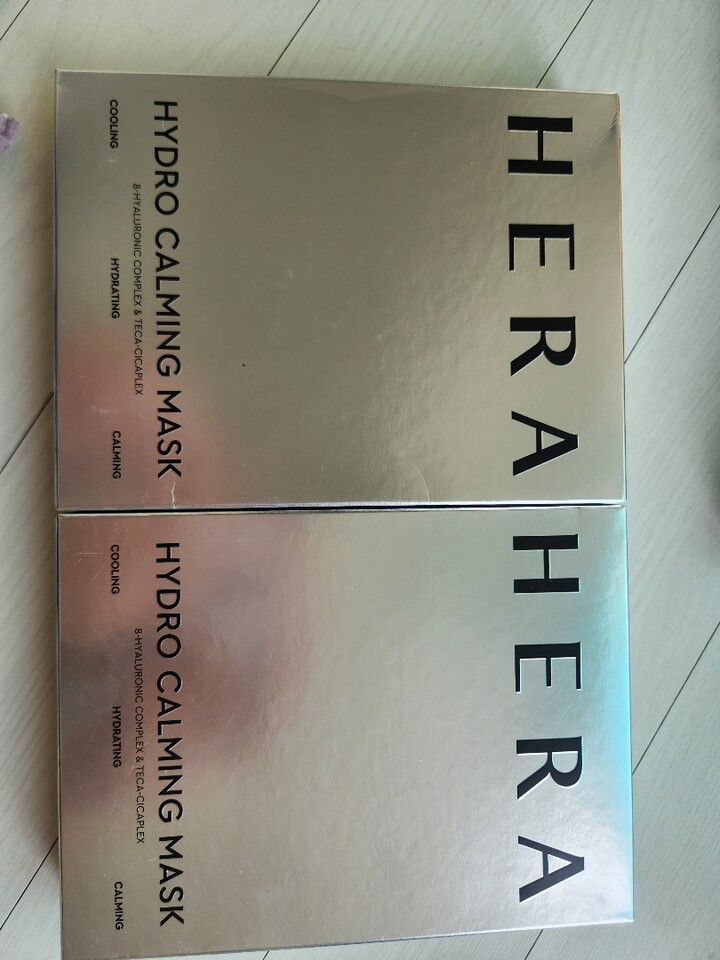 HERA
HYDRO CALMING MASK
8-HYALURONIC COMPLEX & TECA-CICAPLEX
COOLING HYDRATING CALMING
HERA
HYDRO CALMING MASK
8-HYALURONIC COMPLEX & TECA-CICAPLEX
COOLING HYDRATING CALMING